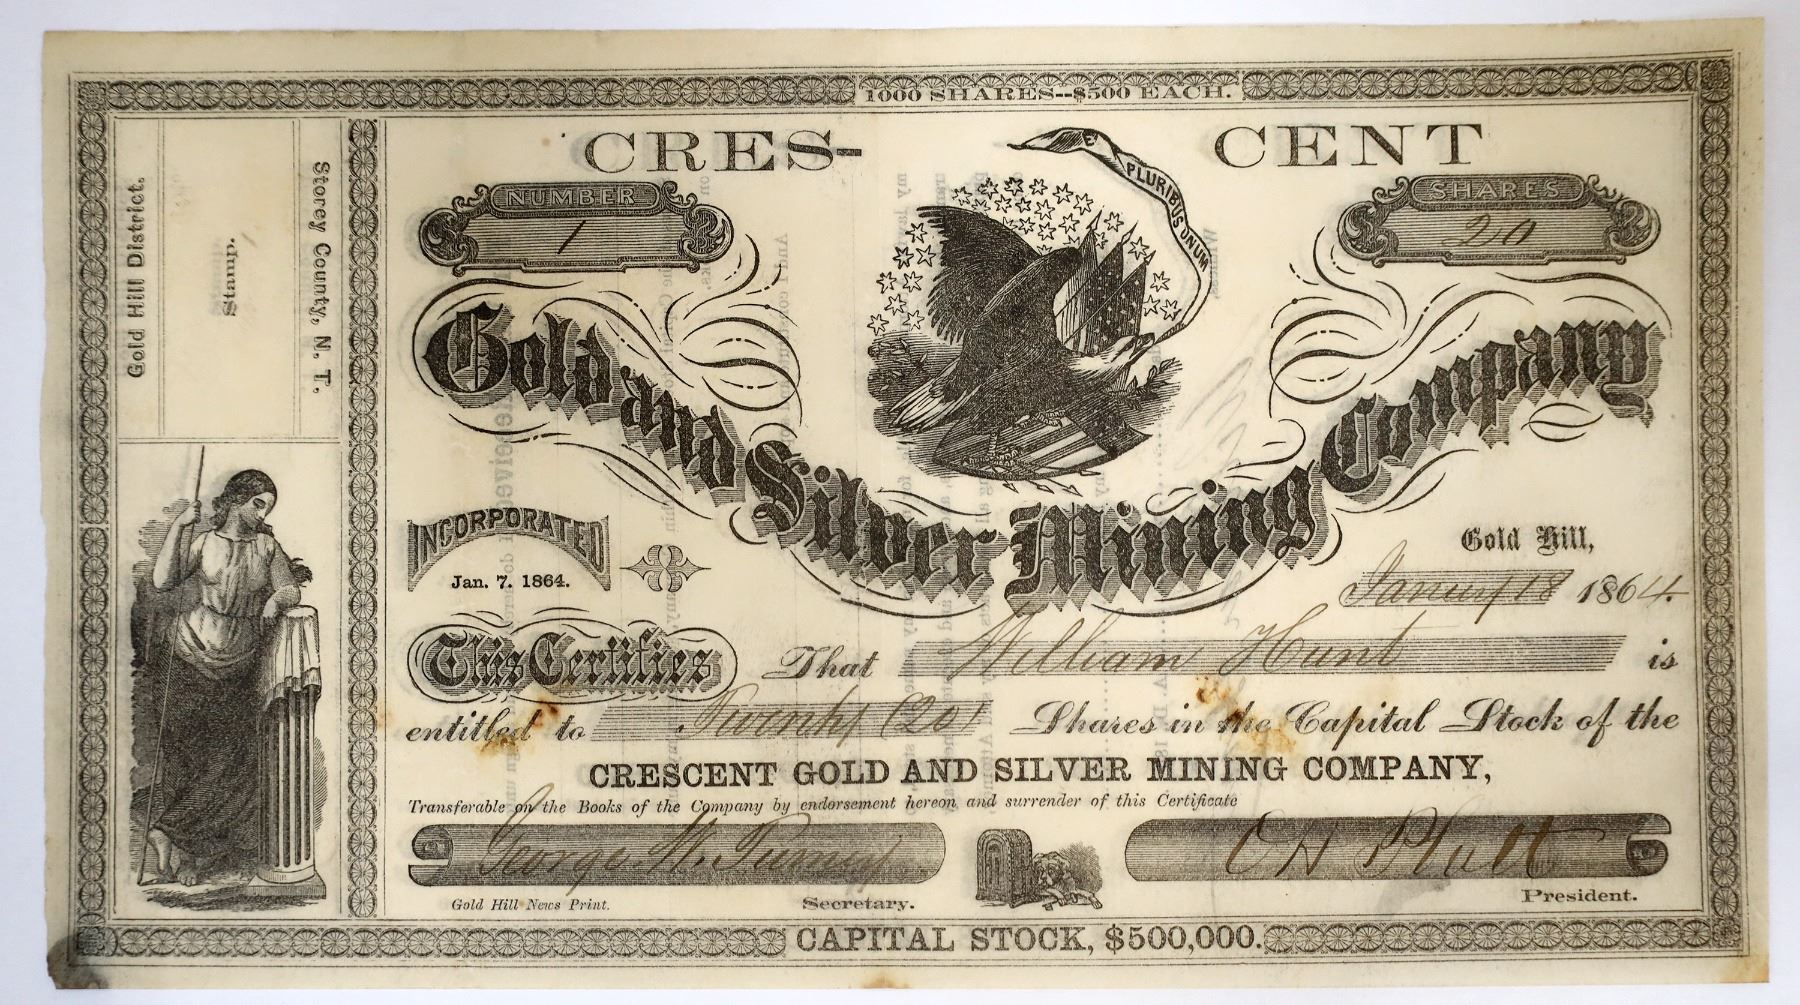 1000 SHARES--$500 EACH.
CRES-CENT
E PLURIBUS UNUM
NUMBER
1
SHARES
20
Gold and Silver Mining Company
Gold Hill District.
Stamp.
Storey County, N. T.
INCORPORATED
Jan. 7. 1864.
Gold Hill,
January 18 1864.
This Certifies That William Hunt is
entitled to Twenty (20) Shares in the Capital Stock of the
CRESCENT GOLD AND SILVER MINING COMPANY,
Transferable on the Books of the Company by endorsement hereon and surrender of this Certificate
George H.
O H Platt
Gold Hill News Print.
Secretary.
President.
CAPITAL STOCK, $500,000.